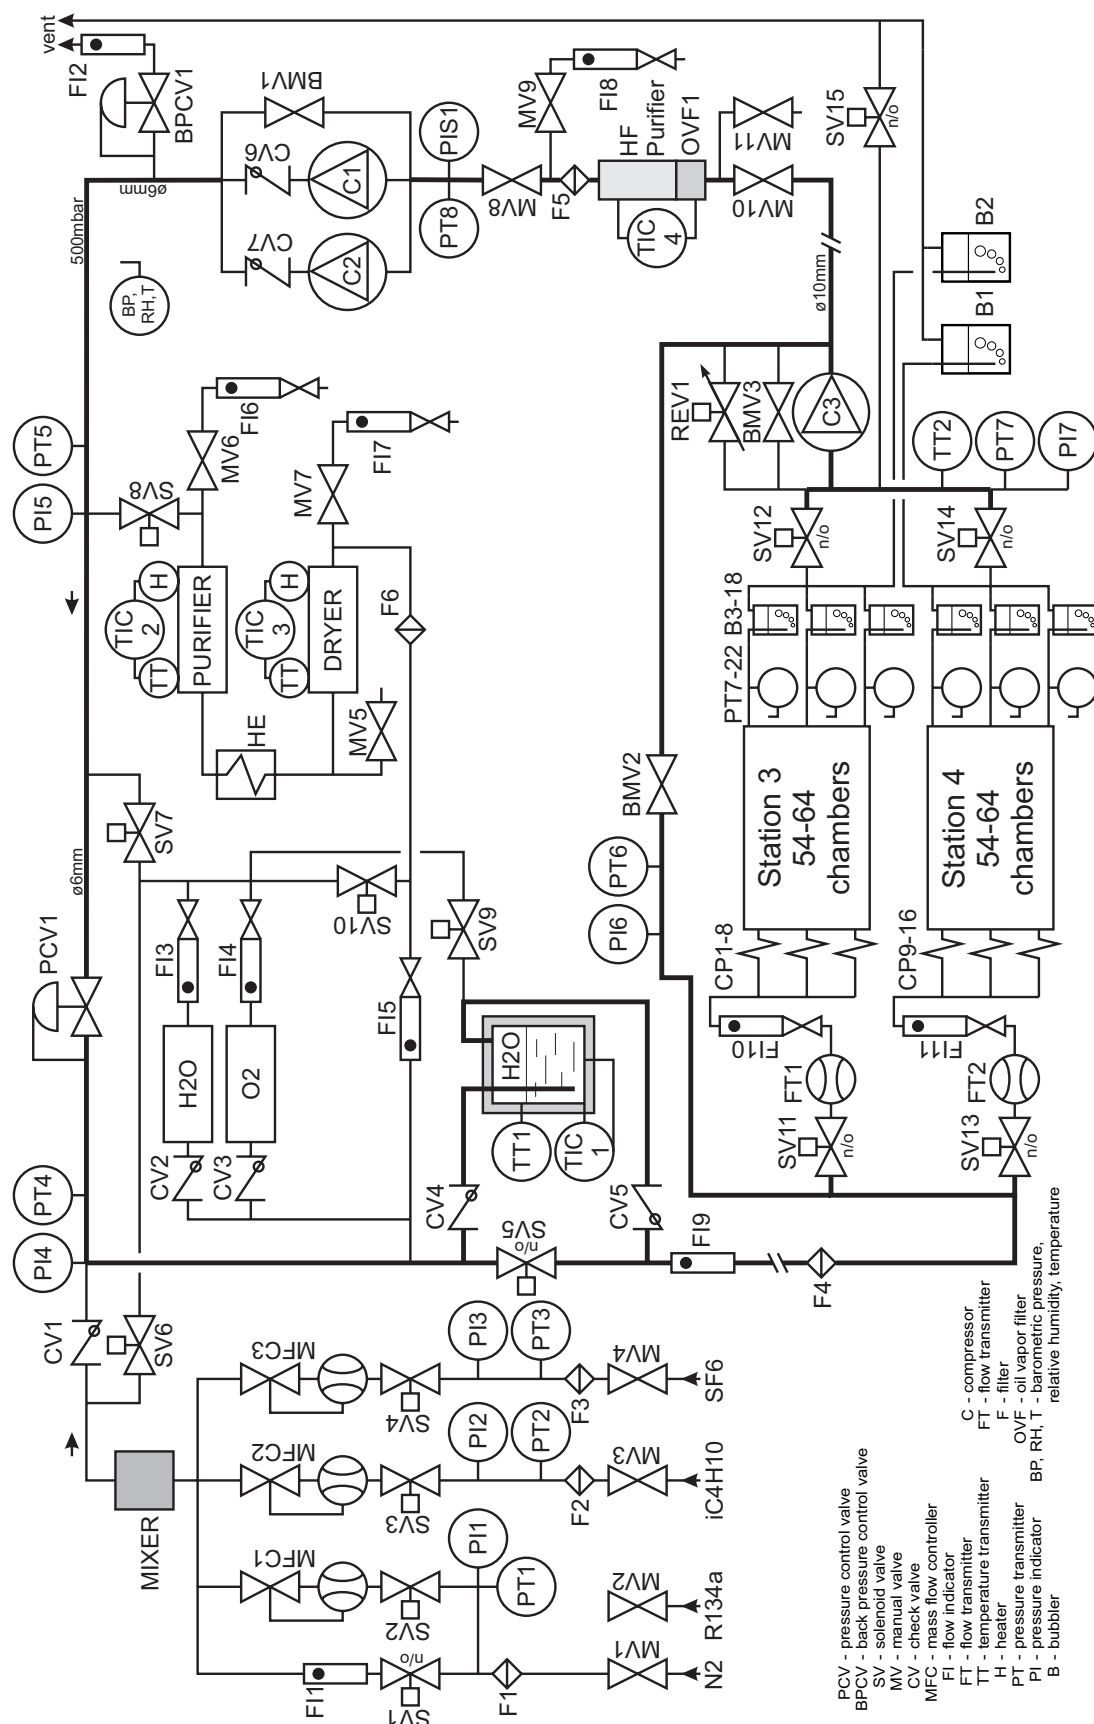 vent
FI2
BPCV1
BMV1
CV6
C1
CV7
C2
PIS1
PT8
MV8
MV9
FI8
F5
HF
Purifier
OVF1
TIC
4
MV11
MV10
SV15
n/o
ø6mm
500mbar
BP,
RH,T
ø10mm
B2
B1
PT5
PI5
SV8
MV6
FI6
MV7
FI7
H
TIC
2
TT
PURIFIER
H
TIC
3
TT
DRYER
F6
HE
MV5
REV1
BMV3
C3
TT2
PT7
PI7
SV12
n/o
SV14
n/o
B3-18
PT7-22
BMV2
PT6
PI6
Station 3
54-64
chambers
Station 4
54-64
chambers
CP1-8
CP9-16
FI10
FI11
FT1
FT2
SV11
n/o
SV13
n/o
SV7
ø6mm
PCV1
FI3
FI4
SV10
SV9
FI5
H2O
O2
H2O
TT1
TIC
1
CV2
CV3
CV4
CV5
PT4
PI4
SV5
n/o
FI9
F4
CV1
SV6
MIXER
MFC3
MFC2
MFC1
SV4
SV3
SV2
FI1
SV1
n/o
PI3
PT3
PI2
PT2
PI1
PT1
F3
F2
F1
MV4
MV3
MV2
MV1
SF6
iC4H10
R134a
N2
PCV - pressure control valve
BPCV - back pressure control valve
SV - solenoid valve
MV - manual valve
CV - check valve
MFC - mass flow controller
FI - flow indicator
FT - flow transmitter
TT - temperature transmitter
H - heater
PT - pressure transmitter
PI - pressure indicator
B - bubbler
C - compressor
FT - flow transmitter
F - filter
OVF - oil vapor filter
BP, RH, T - barometric pressure,
relative humidity, temperature